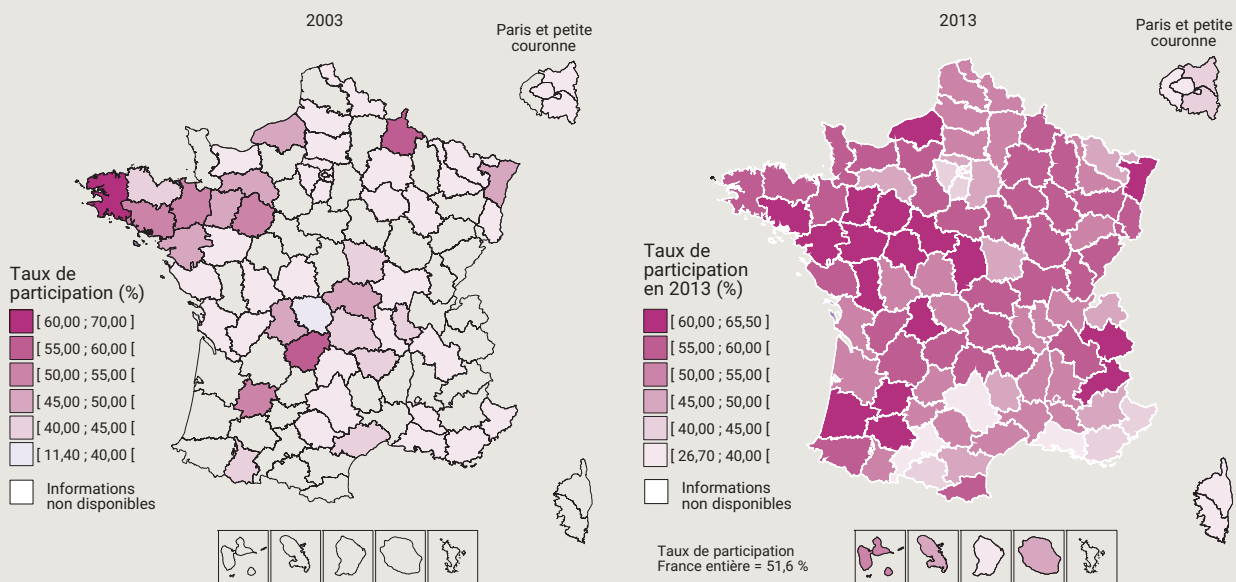 2003
Paris et petite
couronne
Taux de
participation (%)
[ 60,00 ; 70,00 ]
[ 55,00 ; 60,00 [
[ 50,00 ; 55,00 [
[ 45,00 ; 50,00 [
[ 40,00 ; 45,00 [
[ 11,40 ; 40,00 [
Informations
non disponibles
2013
Paris et petite
couronne
Taux de
participation
en 2013 (%)
[ 60,00 ; 65,50 ]
[ 55,00 ; 60,00 [
[ 50,00 ; 55,00 [
[ 45,00 ; 50,00 [
[ 40,00 ; 45,00 [
[ 26,70 ; 40,00 [
Informations
non disponibles
Taux de participation
France entière = 51,6 %